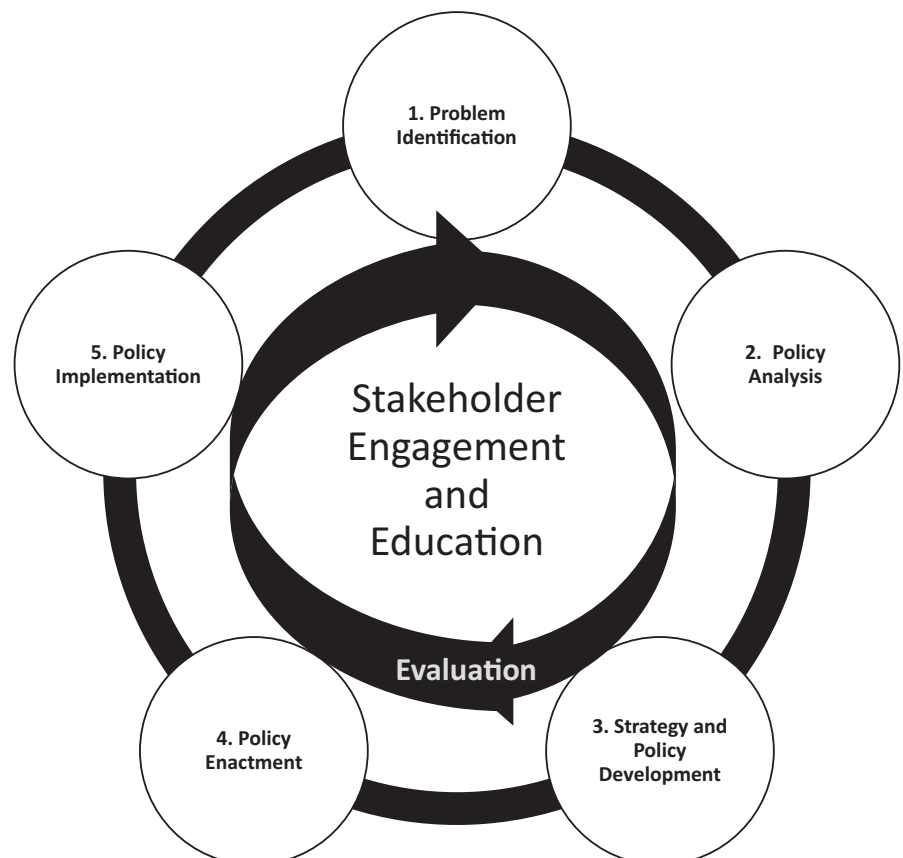 1. Problem
Identification
2. Policy
Analysis
3. Strategy and
Policy
Development
4. Policy
Enactment
5. Policy
Implementation
Stakeholder
Engagement
and
Education
Evaluation